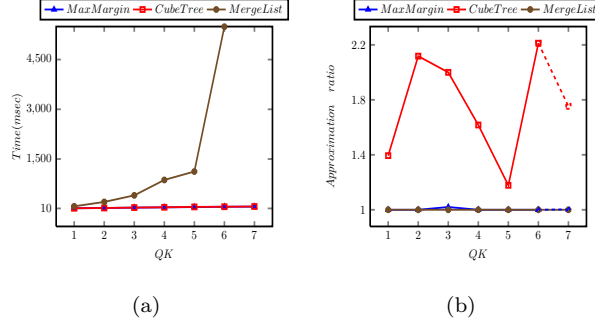 MaxMargin CubeTree MergeList
4,500
3,000
1,500
10
Time(msec)
1 2 3 4 5 6 7
QK
(a)
MaxMargin CubeTree MergeList
2.2
1.8
1.4
1
Approximation ratio
1 2 3 4 5 6 7
QK
(b)